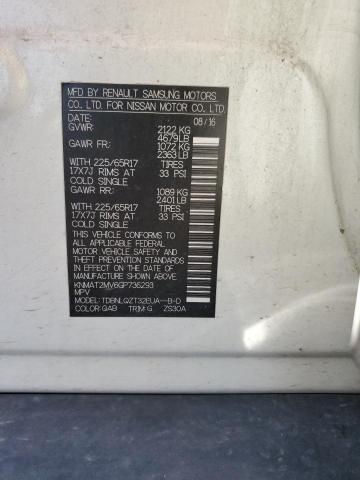 MFD BY RENAULT SAMSUNG MOTORS
CO., LTD. FOR NISSAN MOTOR CO., LTD.
DATE: 08/16
GVWR: 2122 KG
4679LB
GAWR FR: 1072 KG
2363 LB
WITH 225/65R17 TIRES
17X7J RIMS AT 33 PSI
COLD SINGLE
GAWR RR: 1089 KG
2401 LB
WITH 225/65R17 TIRES
17X7J RIMS AT 33 PSI
COLD SINGLE
THIS VEHICLE CONFORMS TO ALL
APPLICABLE FEDERAL MOTOR
VEHICLE SAFETY, BUMPER, AND
THEFT PREVENTION STANDARDS
IN EFFECT ON THE DATE OF
MANUFACTURE SHOWN ABOVE.
KNMAT2MV6GP736293
MPV
MODEL: TDBNLQZT32EUA--B-D
COLOR: QAB TRIM: G ZS30A